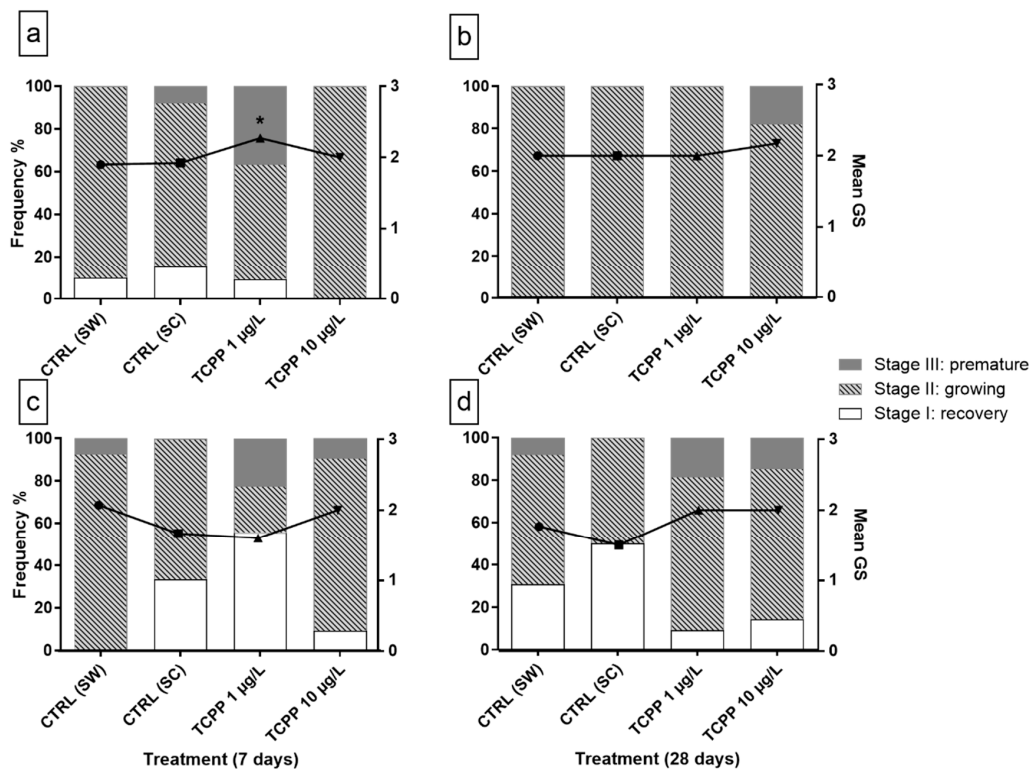 a
b
100
80
60
40
20
0
Frequency %
*
3
2
1
0
CTRL (SW)
CTRL (SC)
TCPP 1 µg/L
TCPP 10 µg/L
100
80
60
40
20
0
3
2
1
0
Mean GS
CTRL (SW)
CTRL (SC)
TCPP 1 µg/L
TCPP 10 µg/L
Stage III: premature
Stage II: growing
Stage I: recovery
c
d
100
80
60
40
20
0
Frequency %
3
2
1
0
CTRL (SW)
CTRL (SC)
TCPP 1 µg/L
TCPP 10 µg/L
Treatment (7 days)
100
80
60
40
20
0
3
2
1
0
Mean GS
CTRL (SW)
CTRL (SC)
TCPP 1 µg/L
TCPP 10 µg/L
Treatment (28 days)